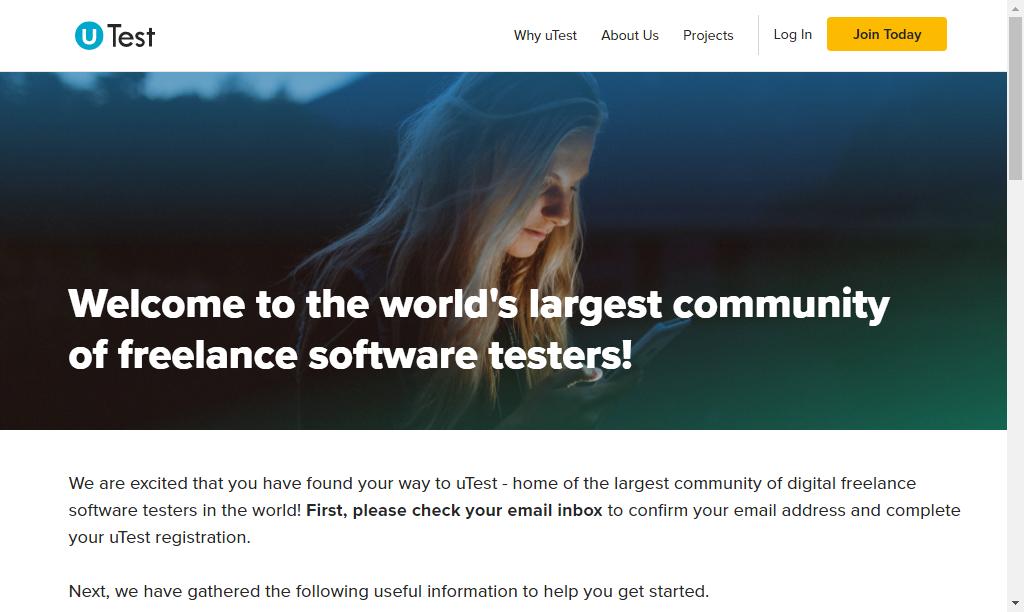 uTest
Why uTest
About Us
Projects
Log In
Join Today
Welcome to the world's largest community
of freelance software testers!
We are excited that you have found your way to uTest - home of the largest community of digital freelance
software testers in the world! First, please check your email inbox to confirm your email address and complete
your uTest registration.
Next, we have gathered the following useful information to help you get started.